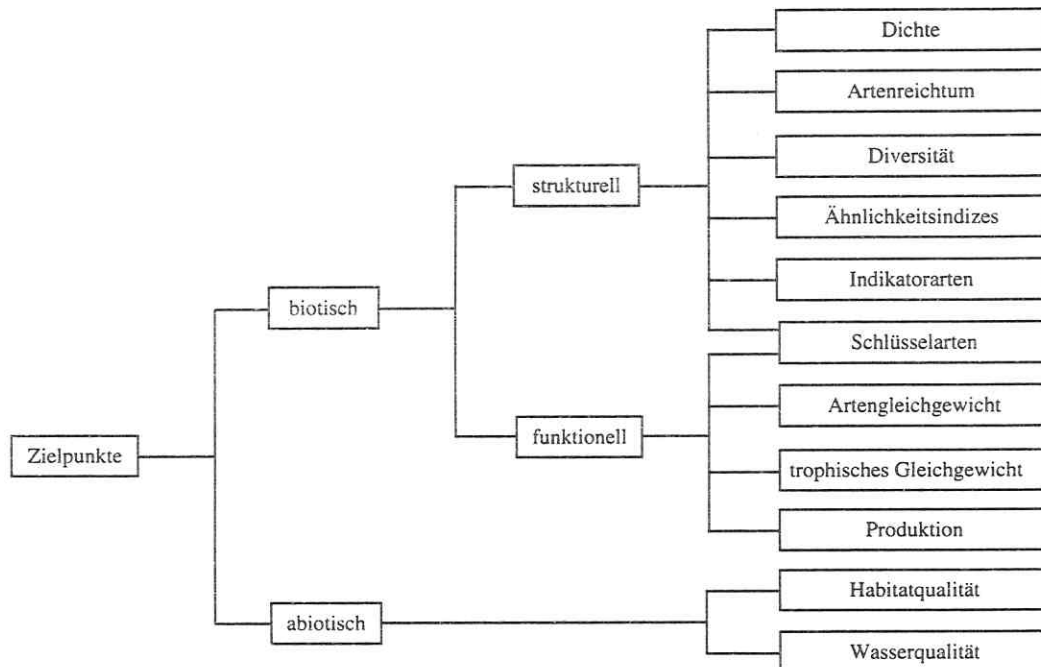 Dichte
Artenreichtum
Diversität
strukturell
Ähnlichkeitsindizes
Indikatorarten
biotisch
Schlüsselarten
Artengleichgewicht
funktionell
Zielpunkte
trophisches Gleichgewicht
Produktion
Habitatqualität
abiotisch
Wasserqualität